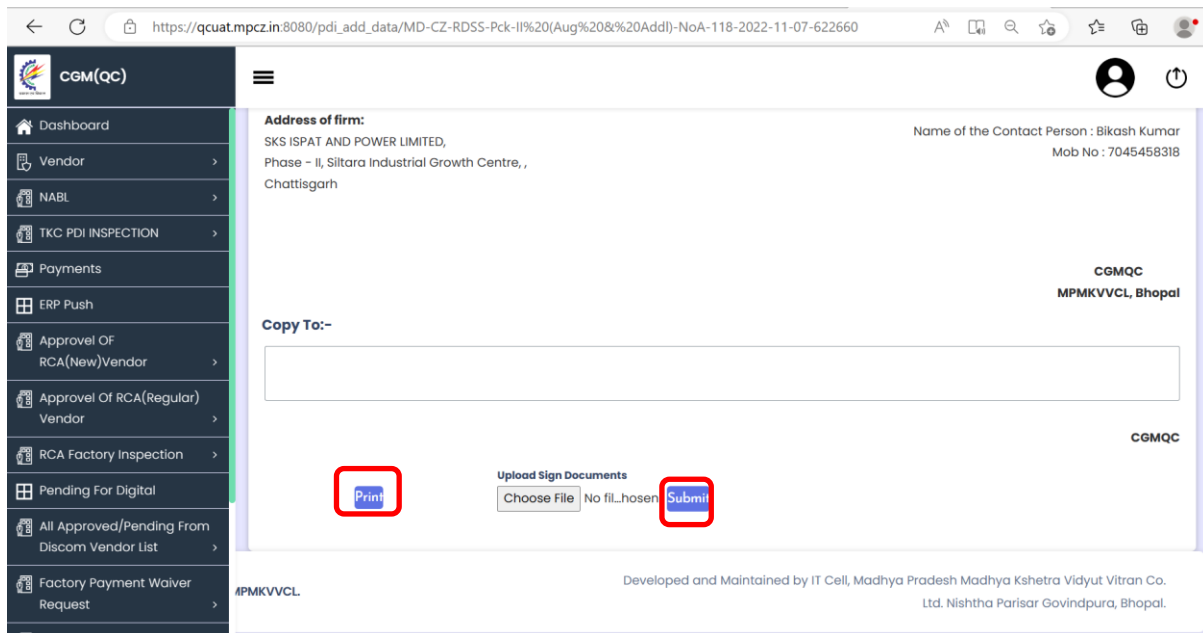 https://qcuat.mpcz.in:8080/pdi_add_data/MD-CZ-RDSS-Pck-II%20(Aug%20&%20Addl)-NoA-118-2022-11-07-622660
CGM(QC)
Dashboard
Vendor
NABL
TKC PDI INSPECTION
Payments
ERP Push
Approvel OF
RCA(New)Vendor
Approvel Of RCA(Regular)
Vendor
RCA Factory Inspection
Pending For Digital
All Approved/Pending From
Discom Vendor List
Factory Payment Waiver
Request
Address of firm:
SKS ISPAT AND POWER LIMITED,
Phase - II, Siltara Industrial Growth Centre, ,
Chattisgarh
Name of the Contact Person : Bikash Kumar
Mob No : 7045458318
CGMQC
MPMKVVCL, Bhopal
Copy To:-
CGMQC
Print
Upload Sign Documents
Choose File No fil...hosen Submit
MPMKVVCL.
Developed and Maintained by IT Cell, Madhya Pradesh Madhya Kshetra Vidyut Vitran Co.
Ltd. Nishtha Parisar Govindpura, Bhopal.